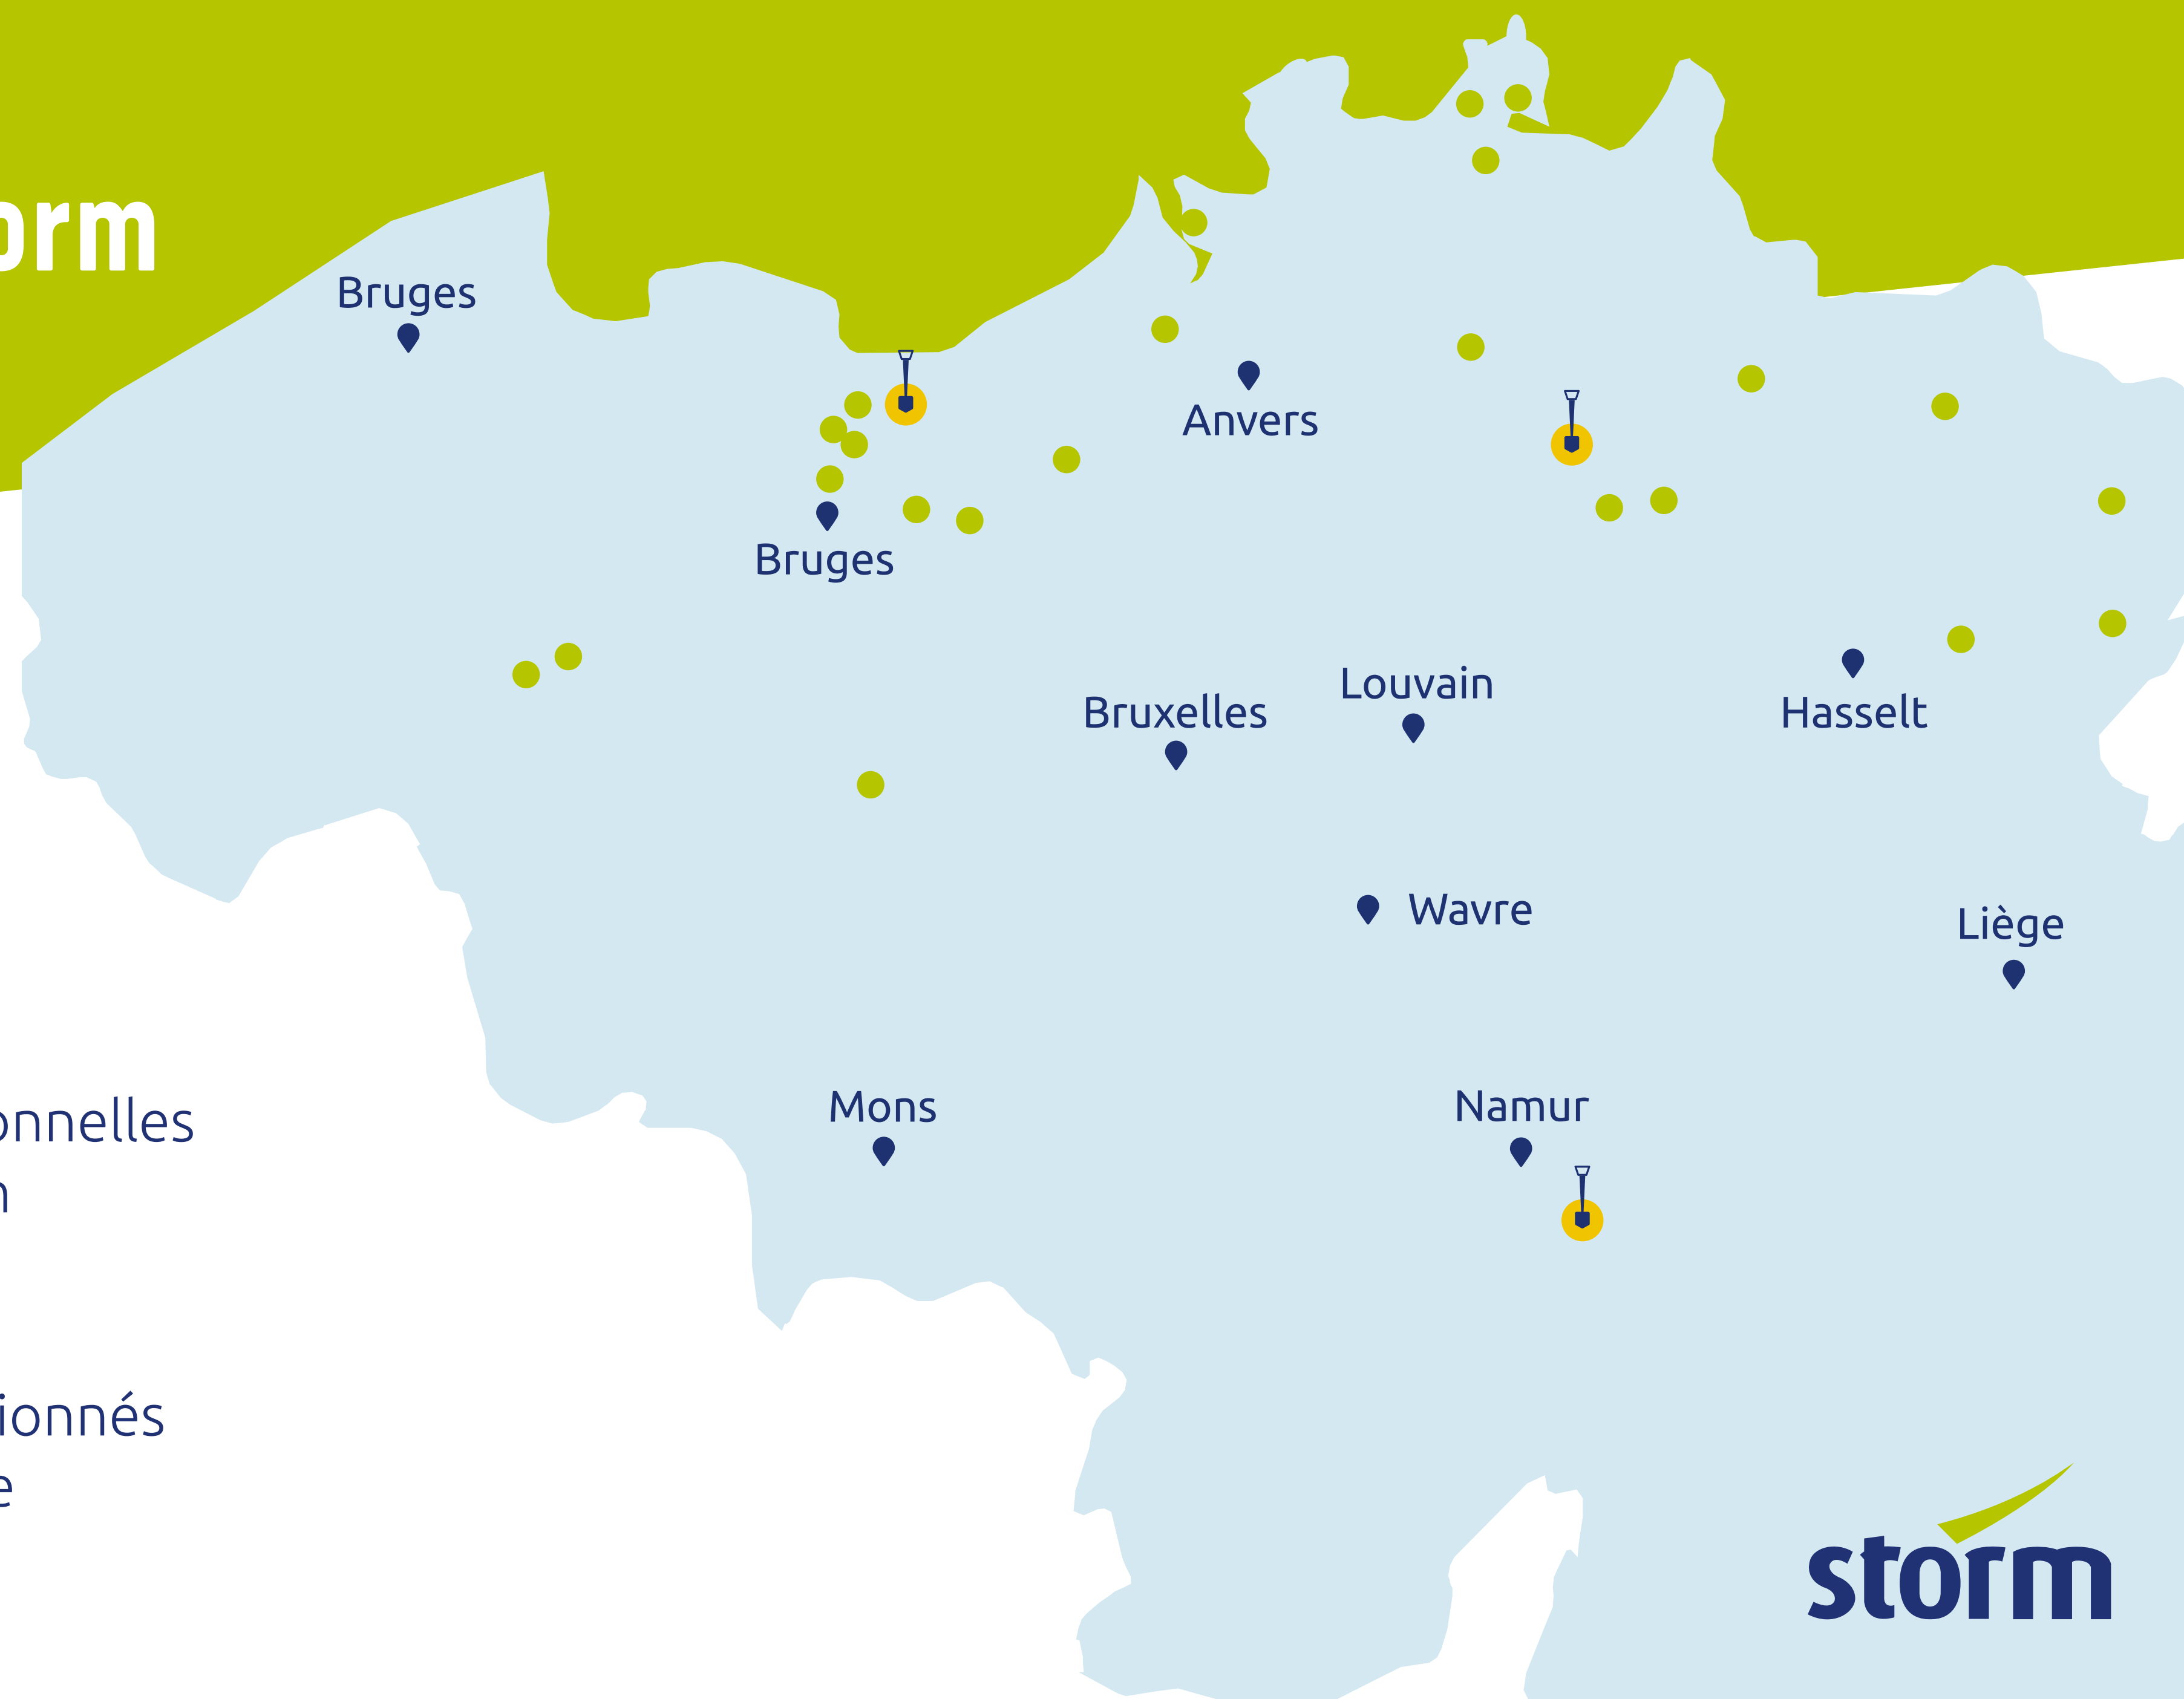 orm
Bruges
Anvers
Bruges
Louvain
Bruxelles
Hasselt
Wavre
Liège
Mons
Namur
onnelles
n
ionnés
e
storm